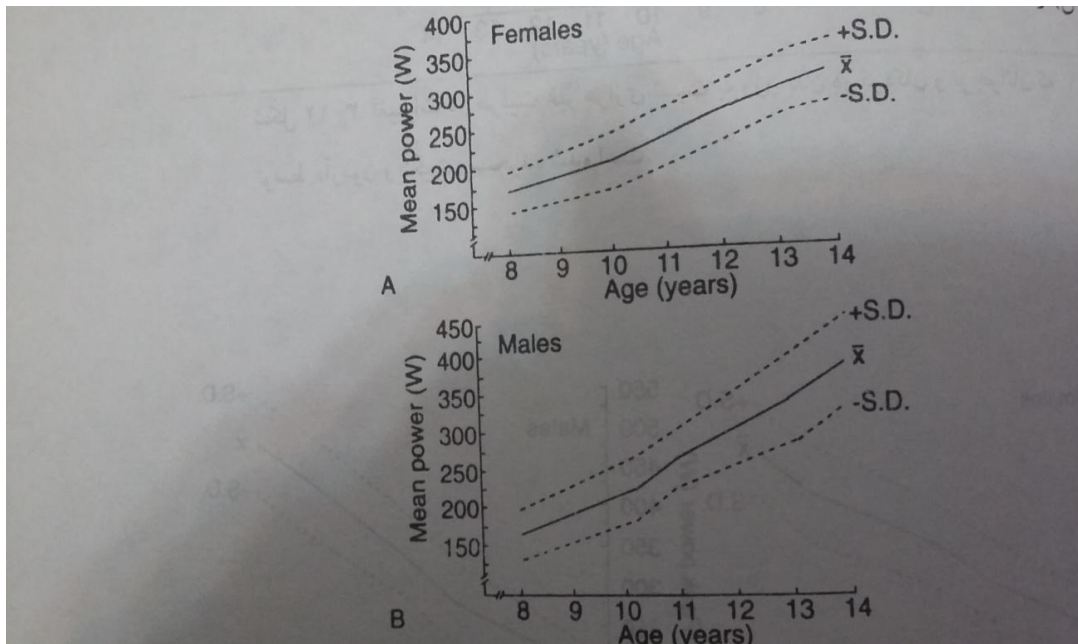 Females
Mean power (W)
400
350
300
250
200
150
+S.D.
x̄
-S.D.
8 9 10 11 12 13 14
Age (years)
A
Males
Mean power (W)
450
400
350
300
250
200
150
+S.D.
x̄
-S.D.
8 9 10 11 12 13 14
Age (years)
B